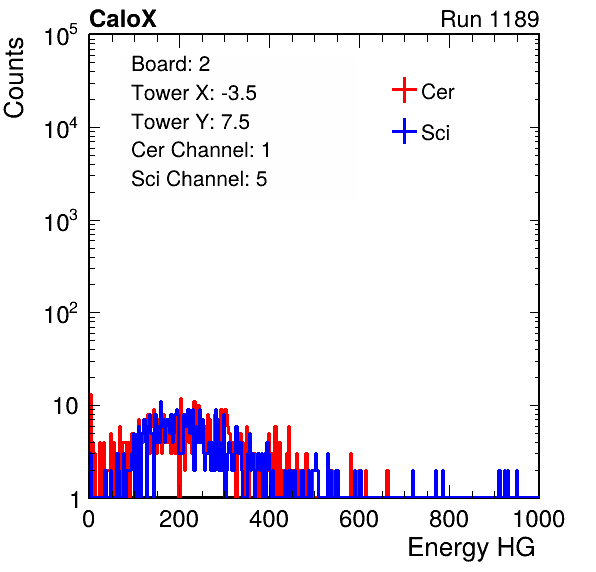 CaloX Run 1189
Counts
Board: 2
Tower X: -3.5
Tower Y: 7.5
Cer Channel: 1
Sci Channel: 5
Cer
Sci
10^5
10^4
10^3
10^2
10
1
0 200 400 600 800 1000
Energy HG